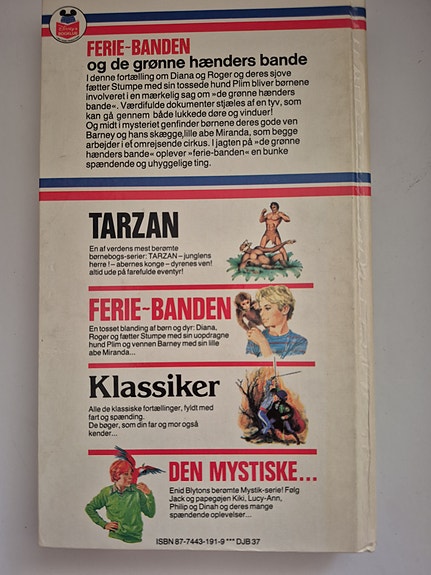 Disney's
BOGKLUB
FERIE-BANDEN
og de grønne hænders bande
I denne fortælling om Diana og Roger og deres sjove
fætter Stumpe med sin tossede hund Plim bliver børnene
involveret i en mærkelig sag om »de grønne hænders
bande«. Værdifulde dokumenter stjæles af en tyv, som
kan gå gennem både lukkede døre og vinduer!
Og midt i mysteriet genfinder børnene deres gode ven
Barney og hans skægge,lille abe Miranda, som begge
arbejder i et omrejsende cirkus. I jagten på »de grønne
hænders bande« oplever »ferie-banden« en bunke
spændende og uhyggelige ting.
TARZAN
En af verdens mest berømte
børnebogs-serier: TARZAN – junglens
herre! – abernes konge – dyrenes ven!
altid ude på farefulde eventyr!
FERIE-BANDEN
En tosset blanding af børn og dyr: Diana,
Roger og fætter Stumpe med sin uopdragne
hund Plim og vennen Barney med sin lille
abe Miranda...
Klassiker
Alle de klassiske fortællinger, fyldt med
fart og spænding.
De bøger, som din far og mor også
kender...
DEN MYSTISKE...
Enid Blytons berømte Mystik-serie! Følg
Jack og papegøjen Kiki, Lucy-Ann,
Philip og Dinah og deres mange
spændende oplevelser...
ISBN 87-7443-191-9 *** DJB 37